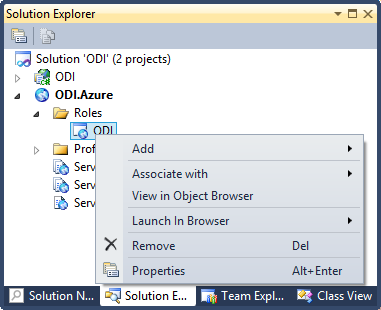 Solution Explorer
Solution 'ODI' (2 projects)
ODI
ODI.Azure
Roles
ODI
Prof
Serv
Serv
Serv
Add
Associate with
View in Object Browser
Launch In Browser
Remove Del
Properties Alt+Enter
Solution N... Solution E... Team Expl... Class View